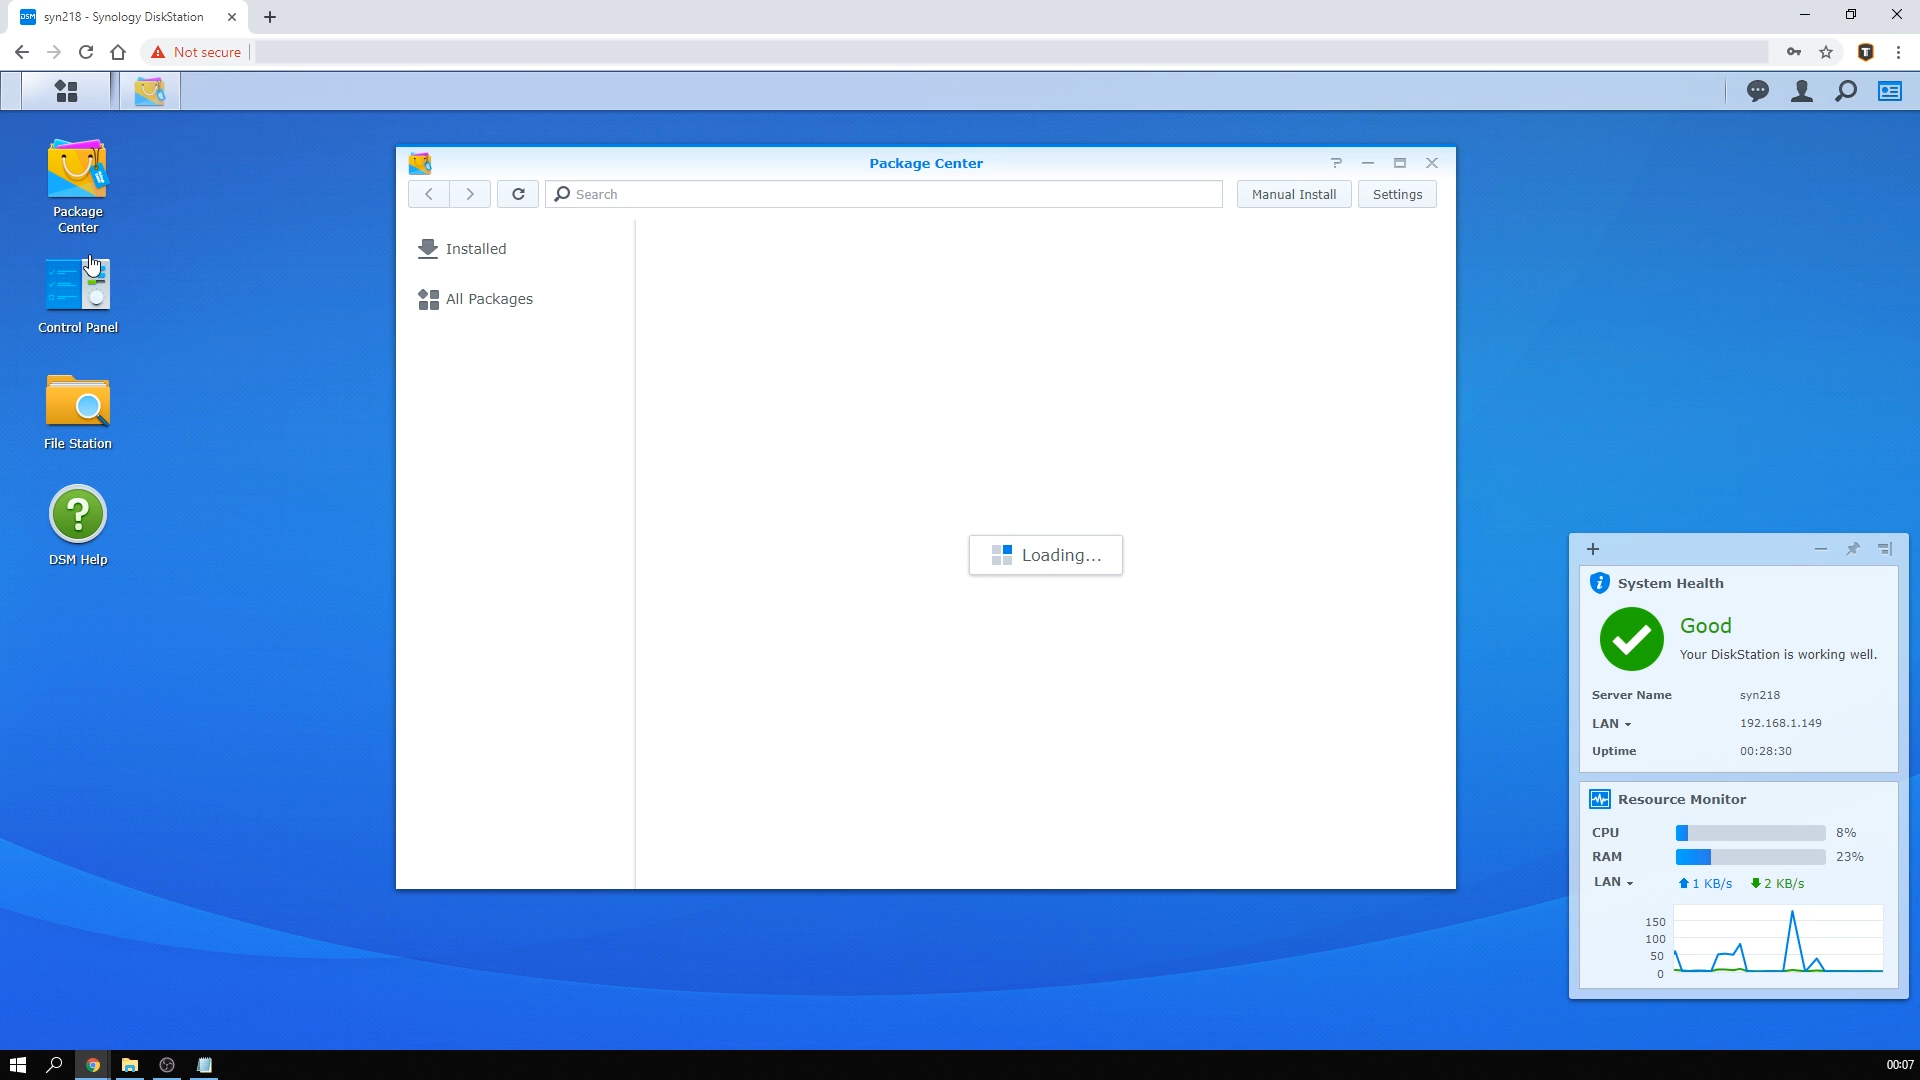 syn218 - Synology DiskStation
Not secure
Package
Center
Control Panel
File Station
DSM Help
Package Center
Search
Manual Install
Settings
Installed
All Packages
Loading...
System Health
Good
Your DiskStation is working well.
Server Name syn218
LAN 192.168.1.149
Uptime 00:28:30
Resource Monitor
CPU 8%
RAM 23%
LAN 1 KB/s 2 KB/s
150
100
50
0
00:07